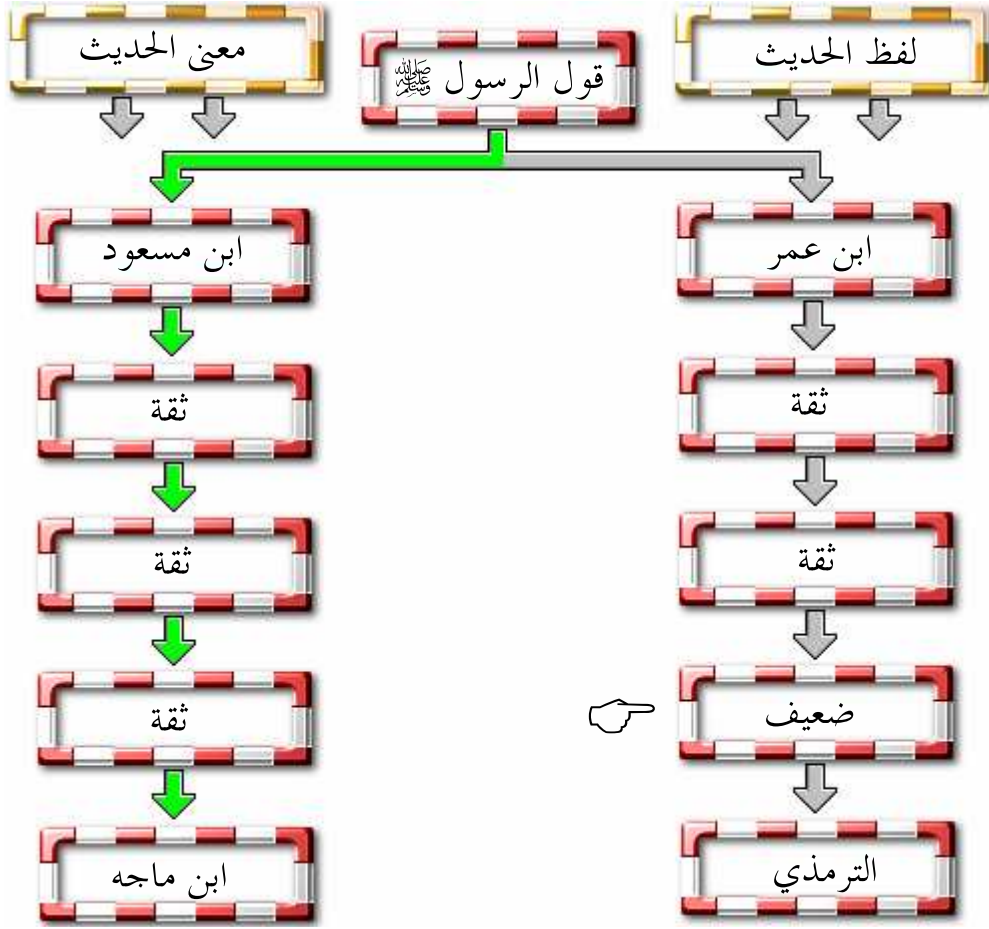 لفظ الحديث
قول الرسول ﷺ
معنى الحديث
ابن عمر
ابن مسعود
ثقة
ثقة
ثقة
ثقة
ضعيف
ثقة
الترمذي
ابن ماجه